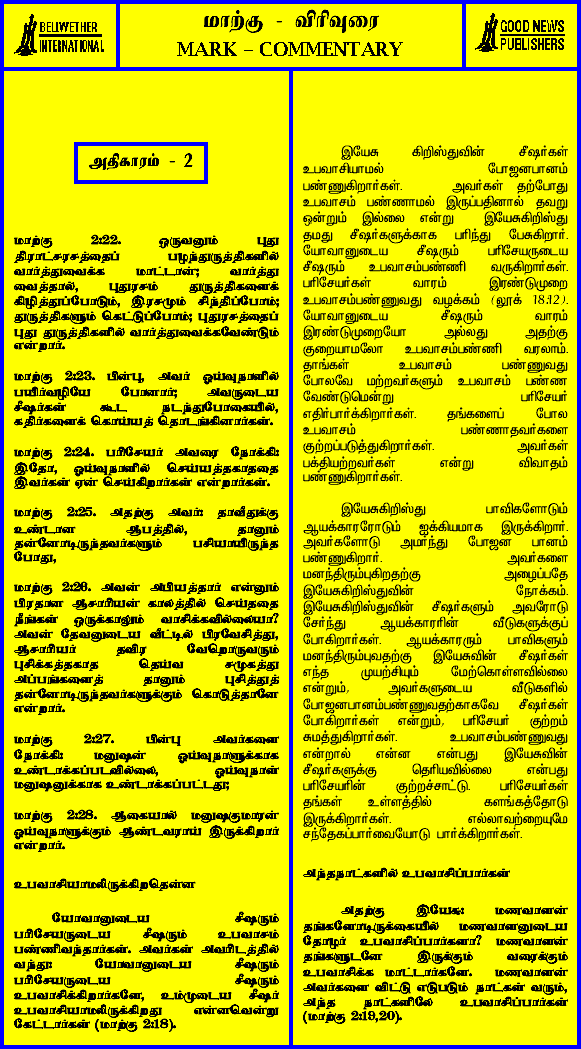 BELLWETHER
INTERNATIONAL
மாற்கு - விரிவுரை
MARK – COMMENTARY
GOOD NEWS
PUBLISHERS
அதிகாரம் - 2
மாற்கு 2:22. ஒருவனும் புது
திராட்சரசத்தைப் பழந்துருத்திகளில்
வார்த்துவைக்க மாட்டான்; வார்த்து
வைத்தால், புதுரசம் துருத்திகளைக்
கிழித்துப்போடும், இரசமும் சிந்திப்போம்;
துருத்திகளும் கெட்டுப்போம்; புதுரசத்தைப்
புது துருத்திகளில் வார்த்துவைக்கவேண்டும்
என்றார்.
மாற்கு 2:23. பின்பு, அவர் ஓய்வுநாளில்
பயிர்வழியே போனார்; அவருடைய
சீஷர்கள் கூட நடந்துபோகையில்,
கதிர்களைக் கொய்யத் தொடங்கினார்கள்.
மாற்கு 2:24. பரிசேயர் அவரை நோக்கி:
இதோ, ஓய்வுநாளில் செய்யத்தகாததை
இவர்கள் ஏன் செய்கிறார்கள் என்றார்கள்.
மாற்கு 2:25. அதற்கு அவர்: தாவீதுக்கு
உண்டான ஆபத்தில், தானும்
தன்னோடிருந்தவர்களும் பசியாயிருந்த
போது,
மாற்கு 2:26. அவன் அபியத்தார் என்னும்
பிரதான ஆசாரியன் காலத்தில் செய்ததை
நீங்கள் ஒருக்காலும் வாசிக்கவில்லையா?
அவன் தேவனுடைய வீட்டில் பிரவேசித்து,
ஆசாரியர் தவிர வேறொருவரும்
புசிக்கத்தகாத தெய்வ சமுகத்து
அப்பங்களைத் தானும் புசித்துத்
தன்னோடிருந்தவர்களுக்கும் கொடுத்தானே
என்றார்.
மாற்கு 2:27. பின்பு அவர்களை
நோக்கி: மனுஷன் ஓய்வுநாளுக்காக
உண்டாக்கப்படவில்லை, ஓய்வுநாள்
மனுஷனுக்காக உண்டாக்கப்பட்டது;
மாற்கு 2:28. ஆகையால் மனுஷகுமாரன்
ஓய்வுநாளுக்கும் ஆண்டவராய் இருக்கிறார்
என்றார்.
உபவாசியாமலிருக்கிறதென்ன
யோவானுடைய சீஷரும்
பரிசேயருடைய சீஷரும் உபவாசம்
பண்ணிவந்தார்கள். அவர்கள் அவரிடத்தில்
வந்து: யோவானுடைய சீஷரும்
பரிசேயருடைய சீஷரும்
உபவாசிக்கிறார்களே, உம்முடைய சீஷர்
உபவாசியாமலிருக்கிறது என்னவென்று
கேட்டார்கள் (மாற்கு 2:18).
இயேசு கிறிஸ்துவின் சீஷர்கள்
உபவாசியாமல் போஜனபானம்
பண்ணுகிறார்கள். அவர்கள் தற்போது
உபவாசம் பண்ணாமல் இருப்பதினால் தவறு
ஒன்றும் இல்லை என்று இயேசுகிறிஸ்து
தமது சீஷர்களுக்காக பரிந்து பேசுகிறார்.
யோவானுடைய சீஷரும் பரிசேயருடைய
சீஷரும் உபவாசம்பண்ணி வருகிறார்கள்.
பரிசேயர்கள் வாரம் இரண்டுமுறை
உபவாசம்பண்ணுவது வழக்கம் (லூக் 18:12).
யோவானுடைய சீஷரும் வாரம்
இரண்டுமுறையோ அல்லது அதற்கு
குறையாமலோ உபவாசம்பண்ணி வரலாம்.
தாங்கள் உபவாசம் பண்ணுவது
போலவே மற்றவர்களும் உபவாசம் பண்ண
வேண்டுமென்று பரிசேயர்
எதிர்பார்க்கிறார்கள். தங்களைப் போல
உபவாசம் பண்ணாதவர்களை
குற்றப்படுத்துகிறார்கள். அவர்கள்
பக்தியற்றவர்கள் என்று விவாதம்
பண்ணுகிறார்கள்.
இயேசுகிறிஸ்து பாவிகளோடும்
ஆயக்காரரோடும் ஐக்கியமாக இருக்கிறார்.
அவர்களோடு அமர்ந்து போஜன பானம்
பண்ணுகிறார். அவர்களை
மனந்திரும்புகிறதற்கு அழைப்பதே
இயேசுகிறிஸ்துவின் நோக்கம்.
இயேசுகிறிஸ்துவின் சீஷர்களும் அவரோடு
சேர்ந்து ஆயக்காரரின் வீடுகளுக்குப்
போகிறார்கள். ஆயக்காரரும் பாவிகளும்
மனந்திரும்புவதற்கு இயேசுவின் சீஷர்கள்
எந்த முயற்சியும் மேற்கொள்ளவில்லை
என்றும், அவர்களுடைய வீடுகளில்
போஜனபானம்பண்ணுவதற்காகவே சீஷர்கள்
போகிறார்கள் என்றும், பரிசேயர் குற்றம்
சுமத்துகிறார்கள். உபவாசம்பண்ணுவது
என்றால் என்ன என்பது இயேசுவின்
சீஷர்களுக்கு தெரியவில்லை என்பது
பரிசேயரின் குற்றச்சாட்டு. பரிசேயர்கள்
தங்கள் உள்ளத்தில் களங்கத்தோடு
இருக்கிறார்கள். எல்லாவற்றையுமே
சந்தேகப்பார்வையோடு பார்க்கிறார்கள்.
அந்தநாட்களில் உபவாசிப்பார்கள்
அதற்கு இயேசு: மணவாளன்
தங்களோடிருக்கையில் மணவாளனுடைய
தோழர் உபவாசிப்பார்களா? மணவாளன்
தங்களுடனே இருக்கும் வரைக்கும்
உபவாசிக்க மாட்டார்களே. மணவாளன்
அவர்களை விட்டு எடுபடும் நாட்கள் வரும்,
அந்த நாட்களிலே உபவாசிப்பார்கள்
(மாற்கு 2:19,20).